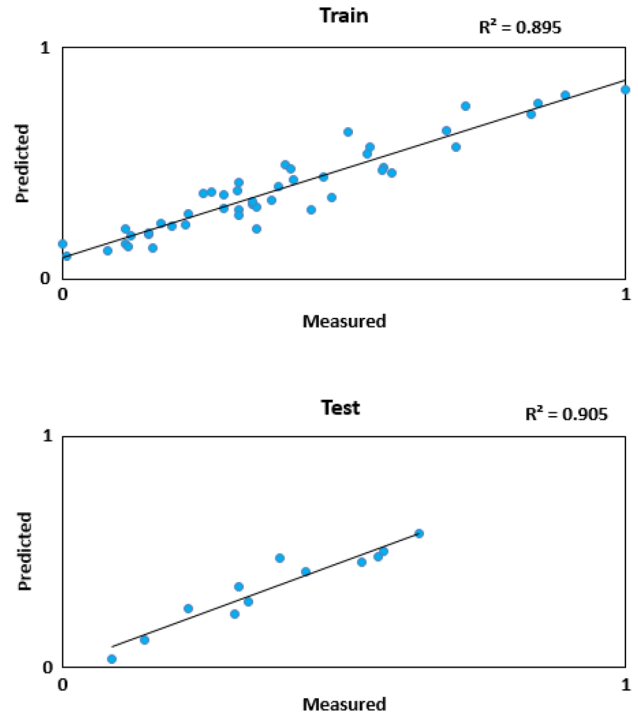 Train
R² = 0.895
1
Predicted
0
0
1
Measured
Test
R² = 0.905
1
Predicted
0
0
1
Measured